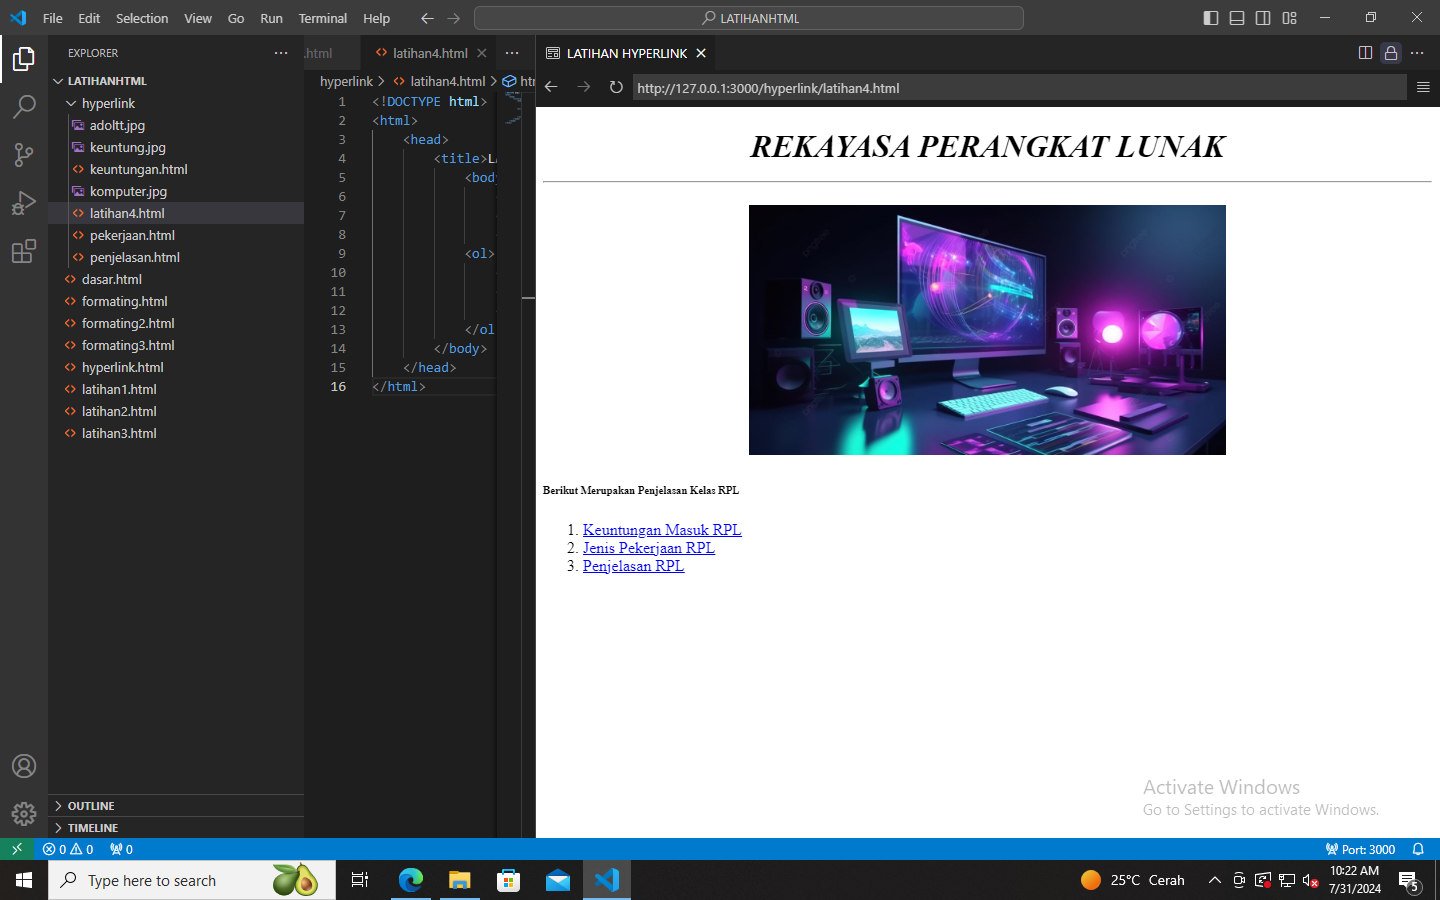 File Edit Selection View Go Run Terminal Help
LATIHANHTML
EXPLORER
LATIHANHTML
hyperlink
adoltt.jpg
keuntung.jpg
keuntungan.html
komputer.jpg
latihan4.html
pekerjaan.html
penjelasan.html
dasar.html
formating.html
formating2.html
formating3.html
hyperlink.html
latihan1.html
latihan2.html
latihan3.html
OUTLINE
TIMELINE
.html
latihan4.html
hyperlink > latihan4.html >
1 <!DOCTYPE html>
2 <html>
3 <head>
4 <title>L
5 <body
6
7
8
9 <ol>
10
11
12
13 </ol
14 </body>
15 </head>
16 </html>
LATIHAN HYPERLINK
http://127.0.0.1:3000/hyperlink/latihan4.html
REKAYASA PERANGKAT LUNAK
Berikut Merupakan Penjelasan Kelas RPL
1. Keuntungan Masuk RPL
2. Jenis Pekerjaan RPL
3. Penjelasan RPL
Activate Windows
Go to Settings to activate Windows.
0 0 0
Port: 3000
Type here to search
25°C Cerah
10:22 AM
7/31/2024
5